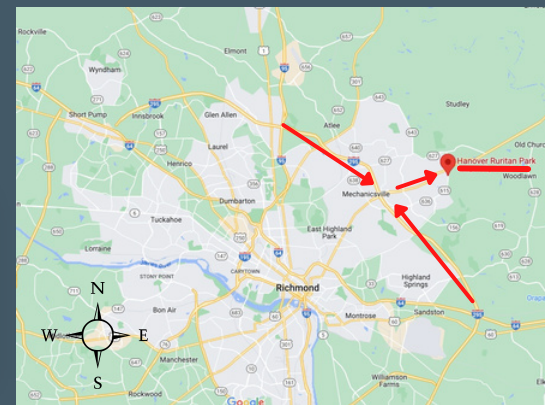 Rockville
Elmont
Wyndham
Studley
Short Pump
Innsbrook
Glen Allen
Atlee
Laurel
Old Churc
Henrico
Hanover Ruritan Park
Woodlawn
Mechanicsville
Dumbarton
Tuckahoe
East Highland
Park
Lorraine
STONY POINT
CARYTOWN
Highland
Springs
Richmond
Bon Air
Montrose
Sandston
Manchester
Williamson
Farms
Rockwood
Google
N
W
E
S